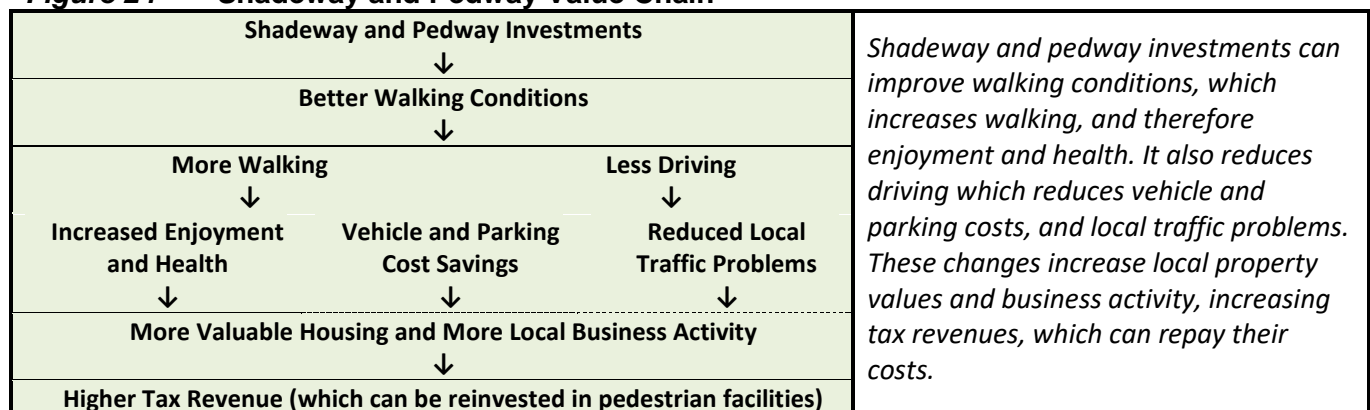 Figure 24 Shadeway and Pedway Value Chain
Shadeway and Pedway Investments
↓
Better Walking Conditions
↓
More Walking Less Driving
↓ ↓
Increased Enjoyment and Health
Vehicle and Parking Cost Savings
Reduced Local Traffic Problems
↓ ↓ ↓
More Valuable Housing and More Local Business Activity
↓
Higher Tax Revenue (which can be reinvested in pedestrian facilities)
Shadeway and pedway investments can
improve walking conditions, which
increases walking, and therefore
enjoyment and health. It also reduces
driving which reduces vehicle and
parking costs, and local traffic problems.
These changes increase local property
values and business activity, increasing
tax revenues, which can repay their
costs.